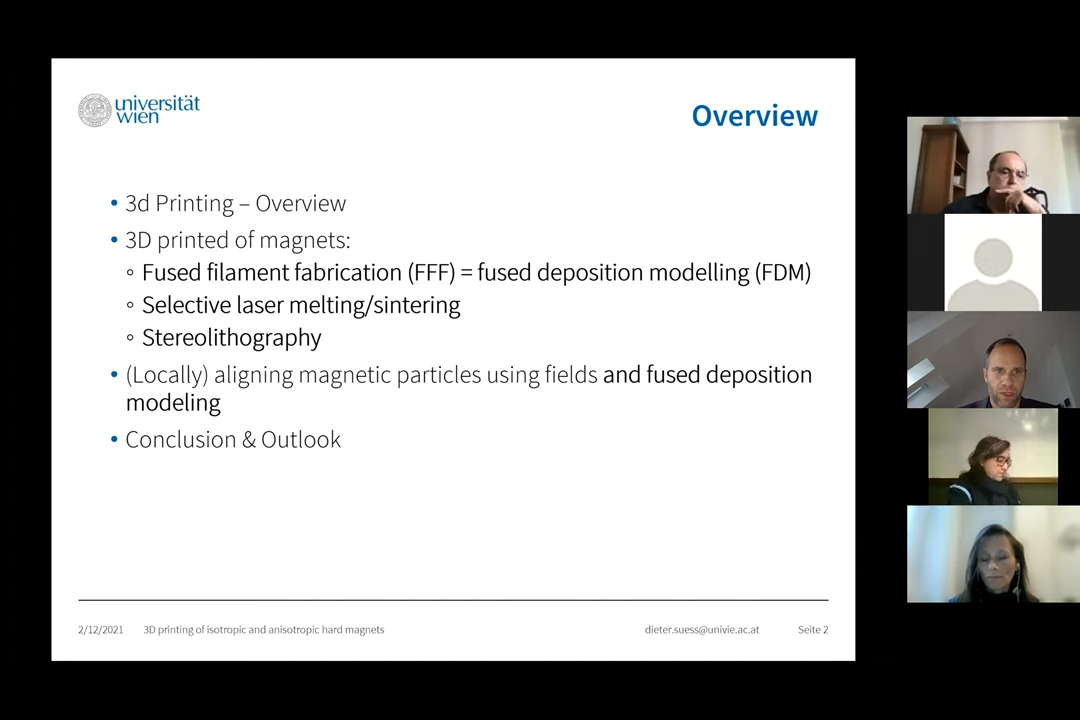 universität
wien
Overview
• 3d Printing – Overview
• 3D printed of magnets:
◦ Fused filament fabrication (FFF) = fused deposition modelling (FDM)
◦ Selective laser melting/sintering
◦ Stereolithography
• (Locally) aligning magnetic particles using fields and fused deposition
modeling
• Conclusion & Outlook
2/12/2021 3D printing of isotropic and anisotropic hard magnets dieter.suess@univie.ac.at Seite 2